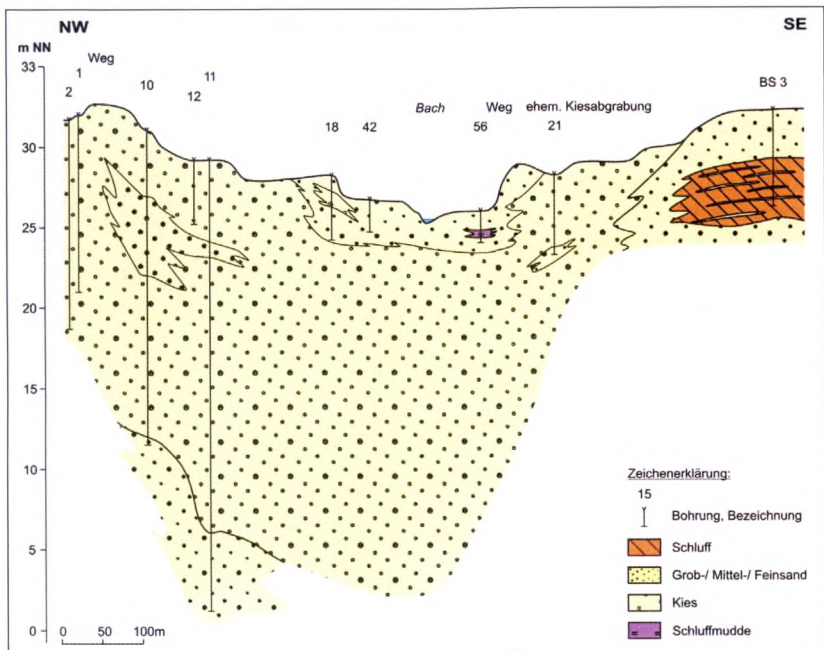 NW
SE
m NN
33
30
25
20
15
10
5
0
1 Weg
2
10
12
11
18
42
Bach
56
Weg
ehem. Kiesabgrabung
21
BS 3
0 50 100m
Zeichenerklärung:
15
Bohrung, Bezeichnung
Schluff
Grob-/ Mittel-/ Feinsand
Kies
Schluffmudde